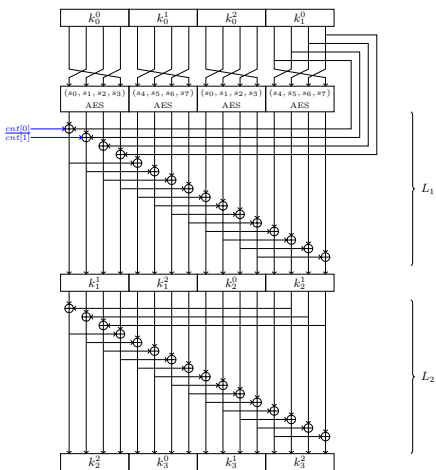 k_0^0 k_0^1 k_0^2 k_1^0
(s_0, s_1, s_2, s_3) (s_4, s_5, s_6, s_7) (s_0, s_1, s_2, s_3) (s_4, s_5, s_6, s_7)
AES AES AES AES
cnt[0]
cnt[1]
L_1
k_1^1 k_1^2 k_2^0 k_2^1
L_2
k_2^2 k_3^0 k_3^1 k_3^2